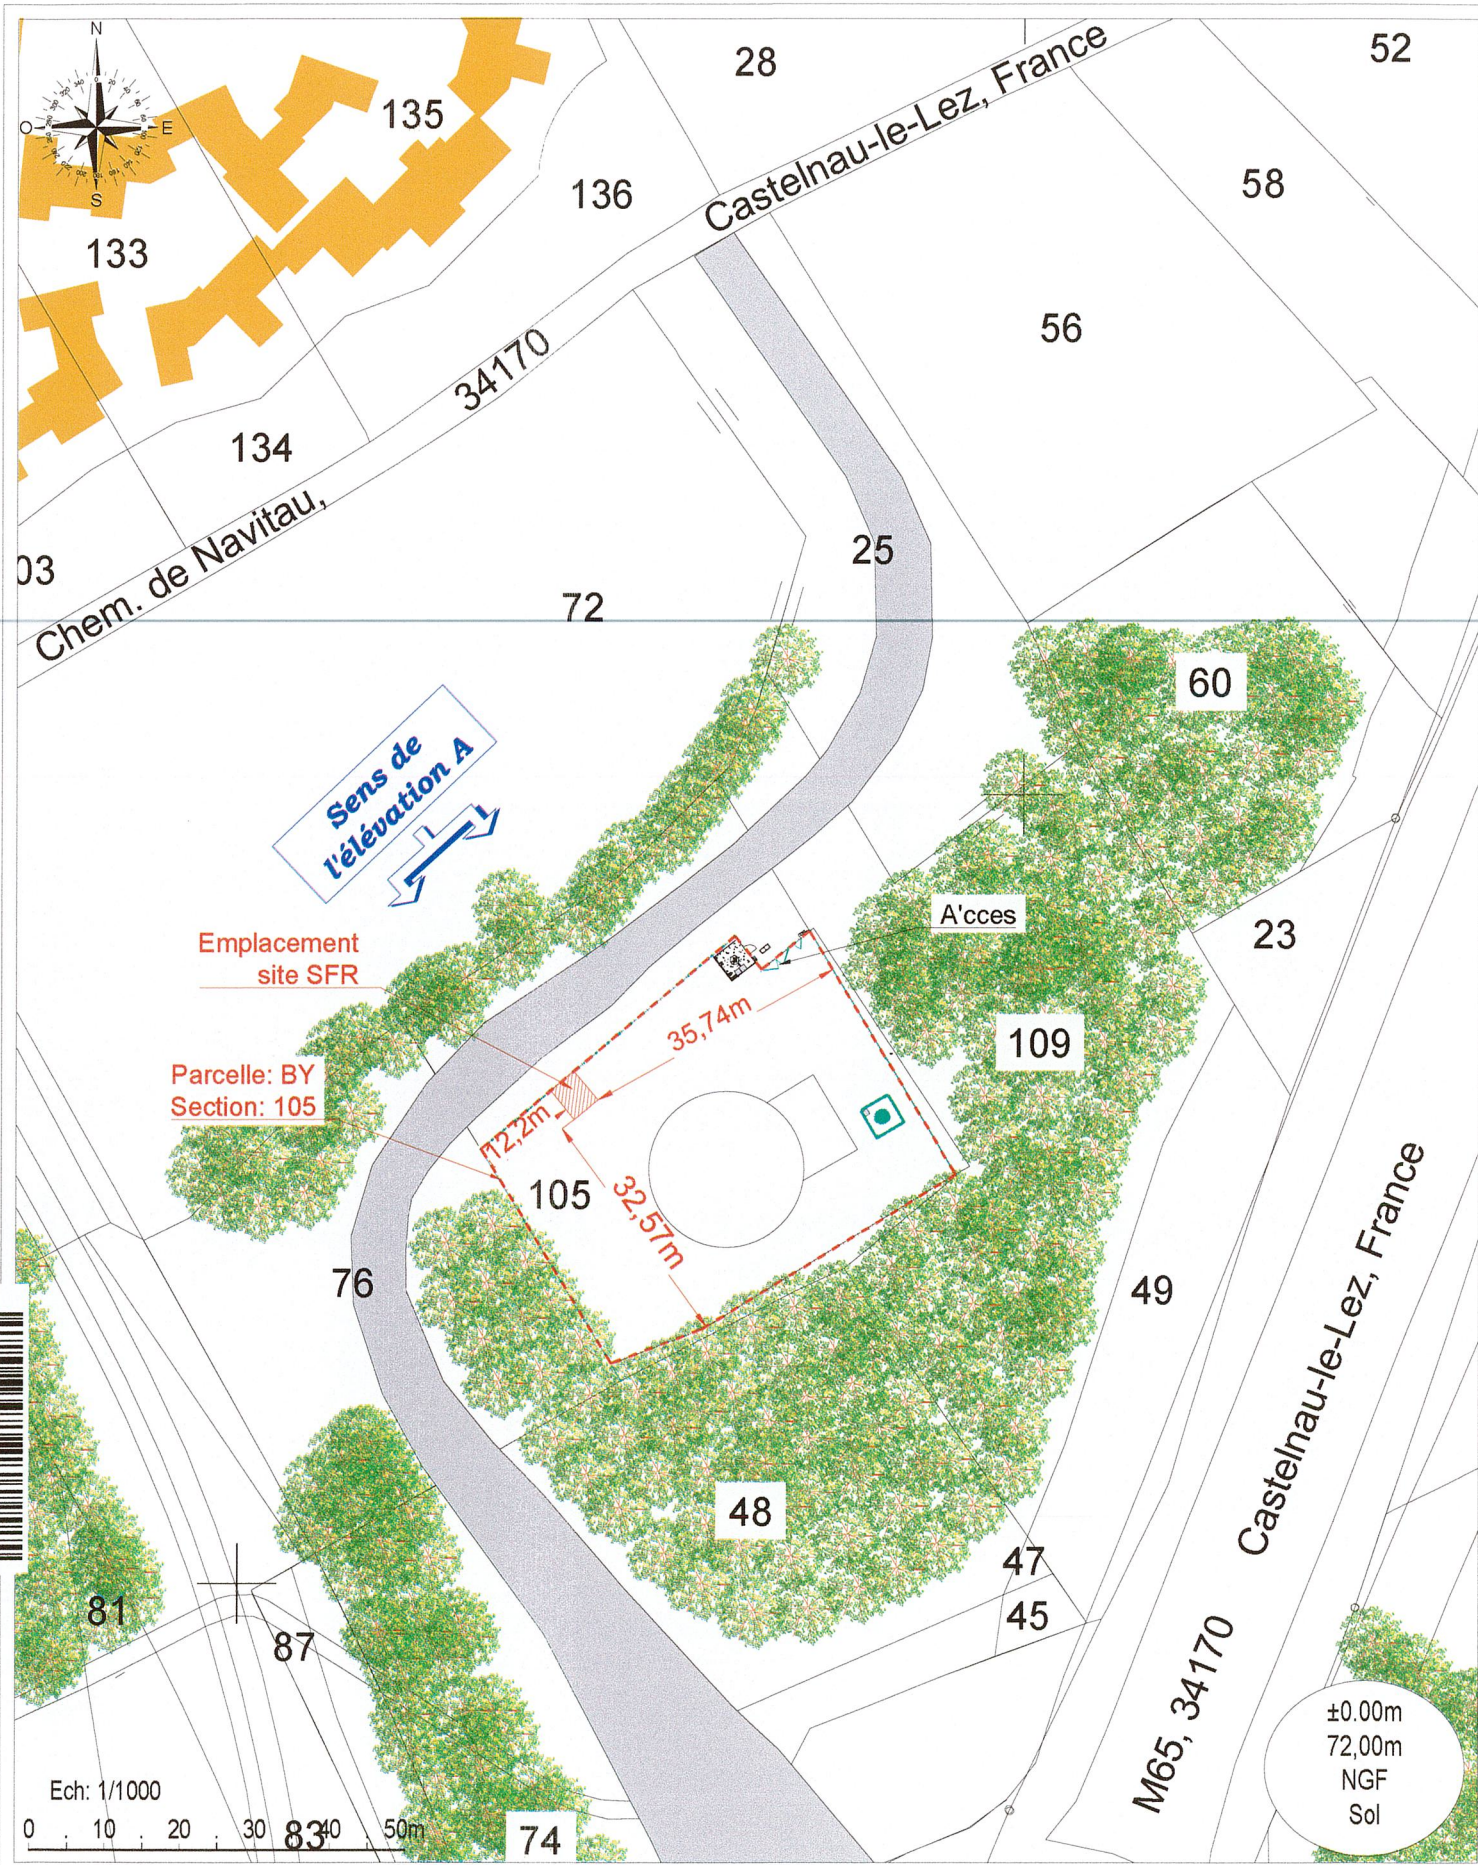 N
O
E
S
28
52
135
136
58
133
Castelnau-le-Lez, France
56
34170
134
Chem. de Navitau,
03
25
72
60
Sens de
l'élévation A
A'cces
23
Emplacement
site SFR
35,74m
109
Parcelle: BY
Section: 105
12,2m
105
32,57m
76
49
Castelnau-le-Lez, France
48
47
45
81
87
M65, 34170
±0.00m
72,00m
NGF
Sol
Ech: 1/1000
0 10 20 30 40 50m
83
74